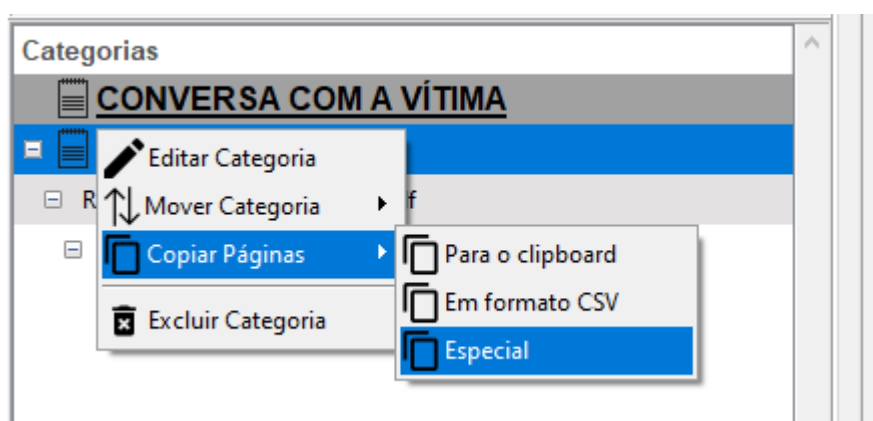 Categorias
CONVERSA COM A VÍTIMA
Editar Categoria
R
Mover Categoria
f
Copiar Páginas
Para o clipboard
Em formato CSV
Excluir Categoria
Especial